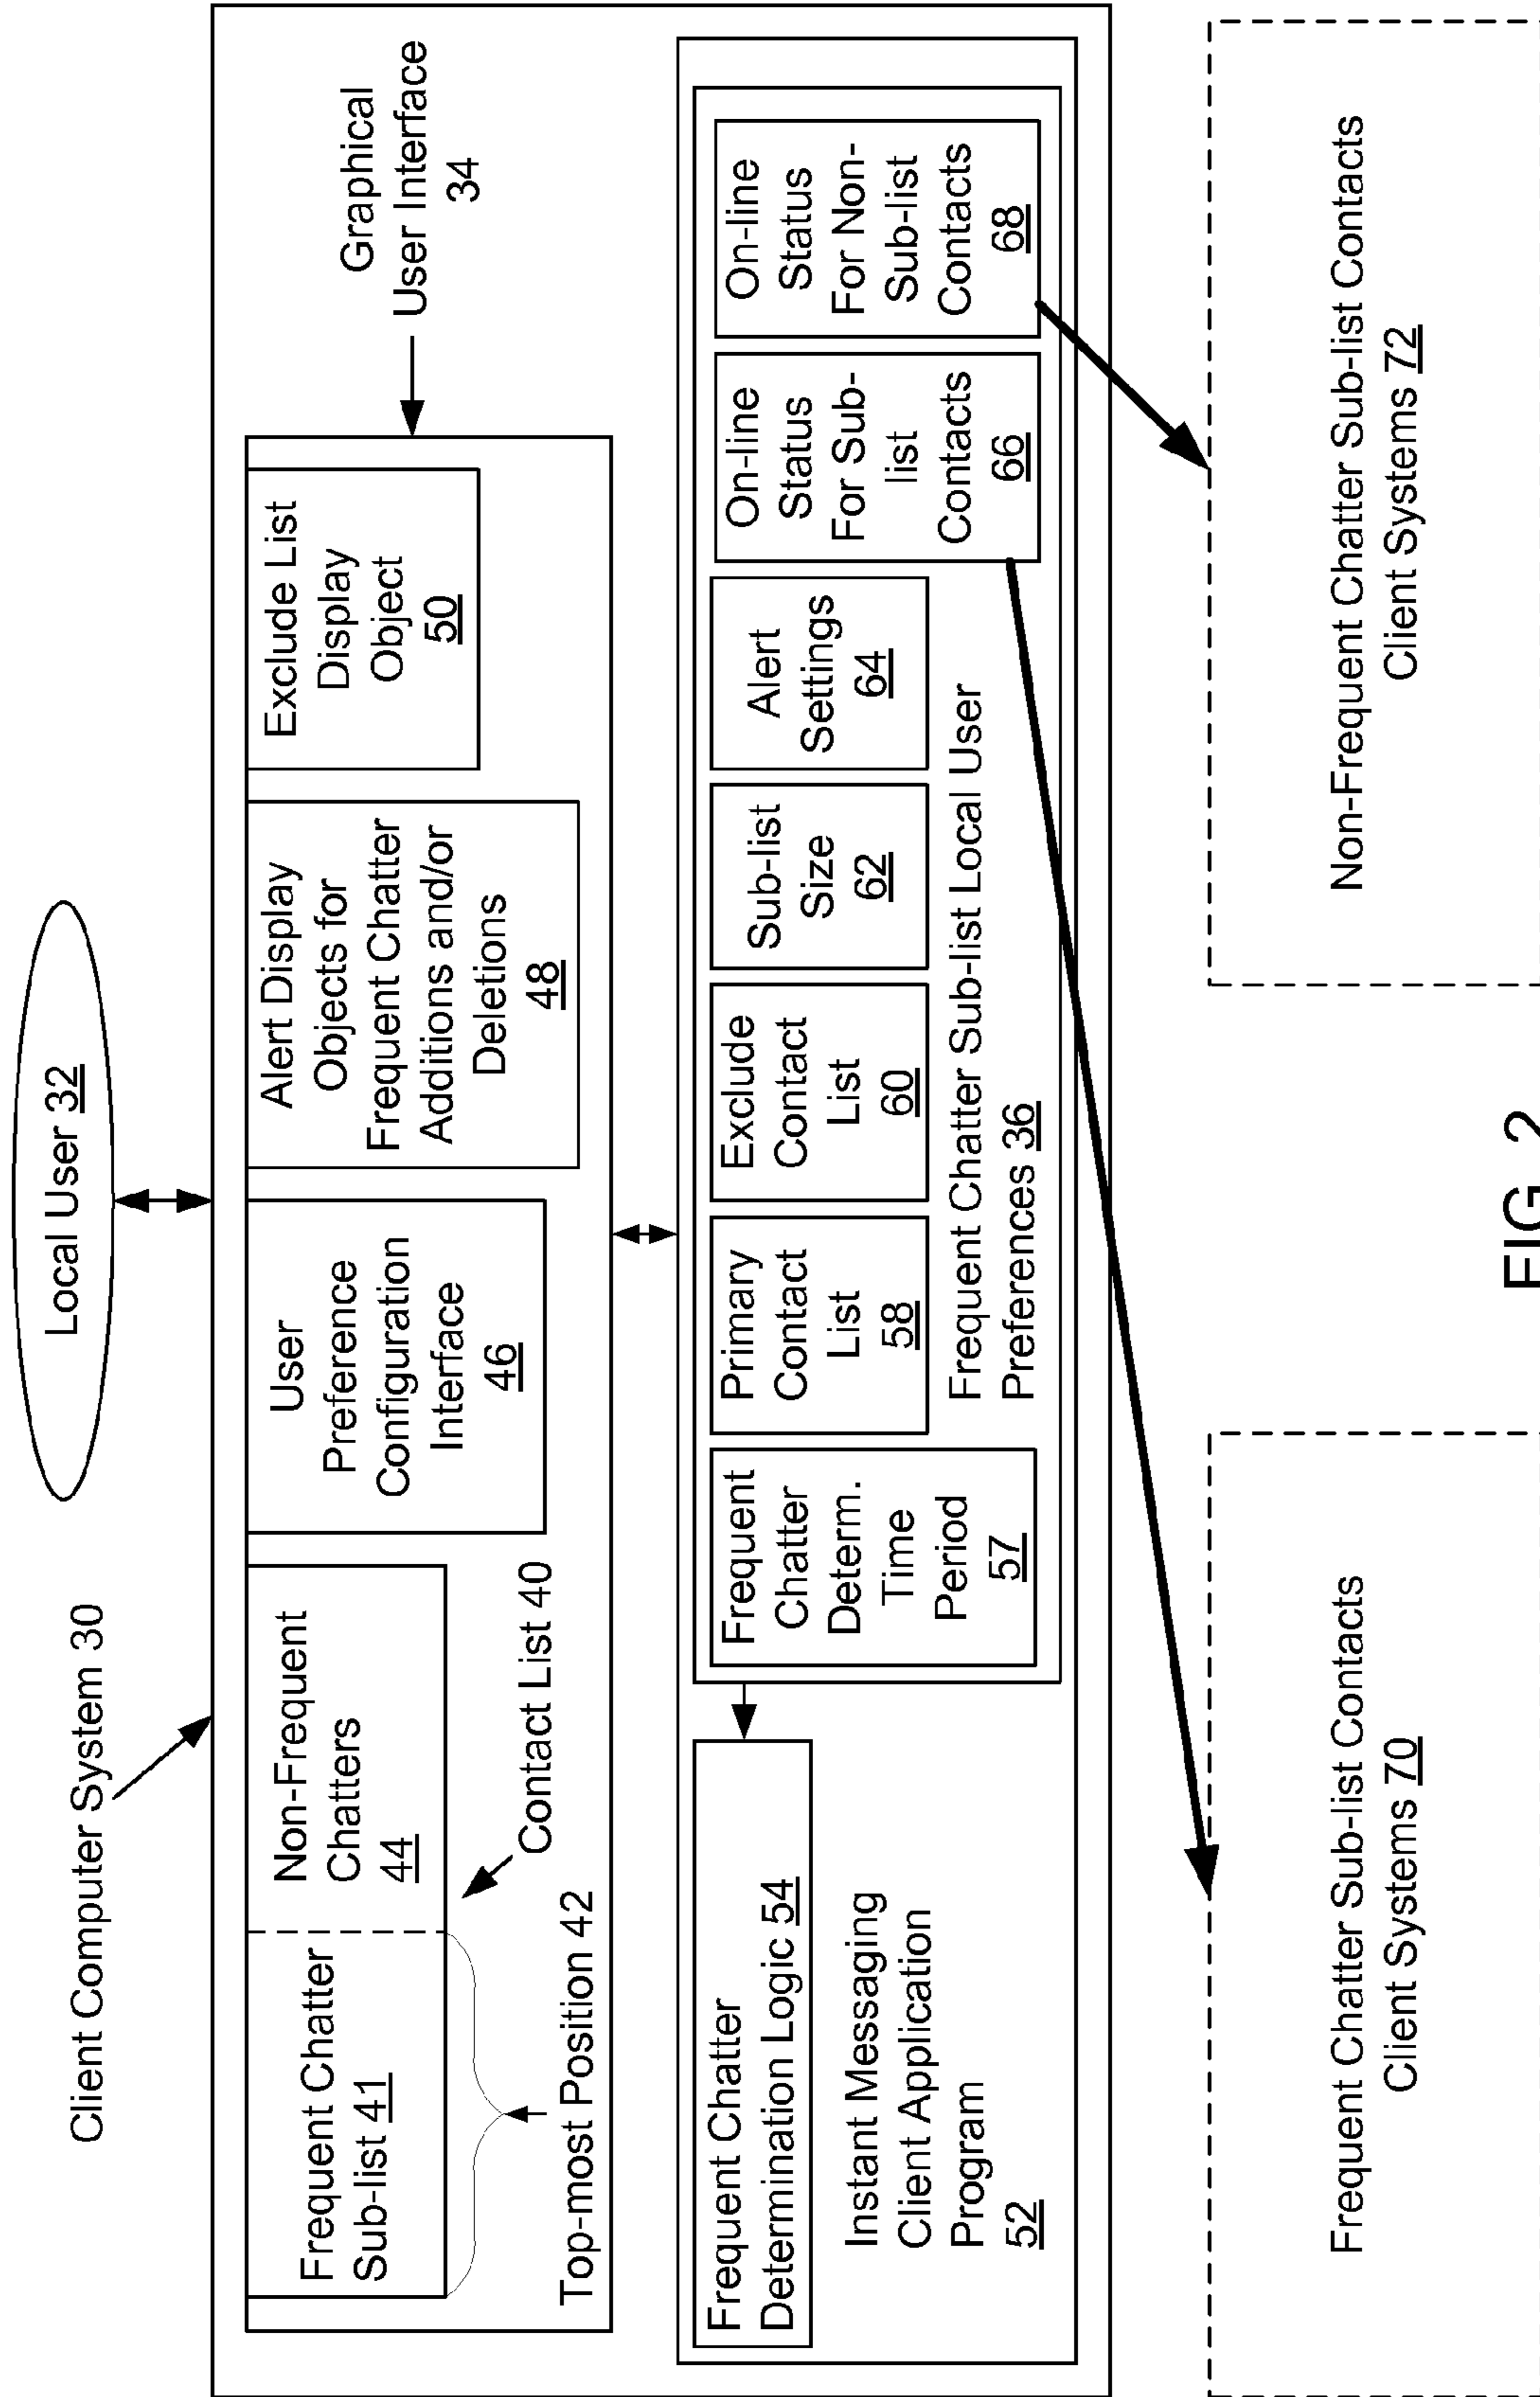 Local User 32
Client Computer System 30
Graphical
User Interface
34
Frequent Chatter
Sub-list 41
Non-Frequent
Chatters
44
Top-most Position 42
Contact List 40
User
Preference
Configuration
Interface
46
Alert Display
Objects for
Frequent Chatter
Additions and/or
Deletions
48
Exclude List
Display
Object
50
Frequent Chatter
Determination Logic 54
Instant Messaging
Client Application
Program
52
Frequent
Chatter
Determ.
Time
Period
57
Primary
Contact
List
58
Exclude
Contact
List
60
Sub-list
Size
62
Alert
Settings
64
On-line
Status
For Sub-
list
Contacts
66
On-line
Status
For Non-
Sub-list
Contacts
68
Frequent Chatter Sub-list Local User
Preferences 36
Frequent Chatter Sub-list Contacts
Client Systems 70
Non-Frequent Chatter Sub-list Contacts
Client Systems 72
FIG. 2